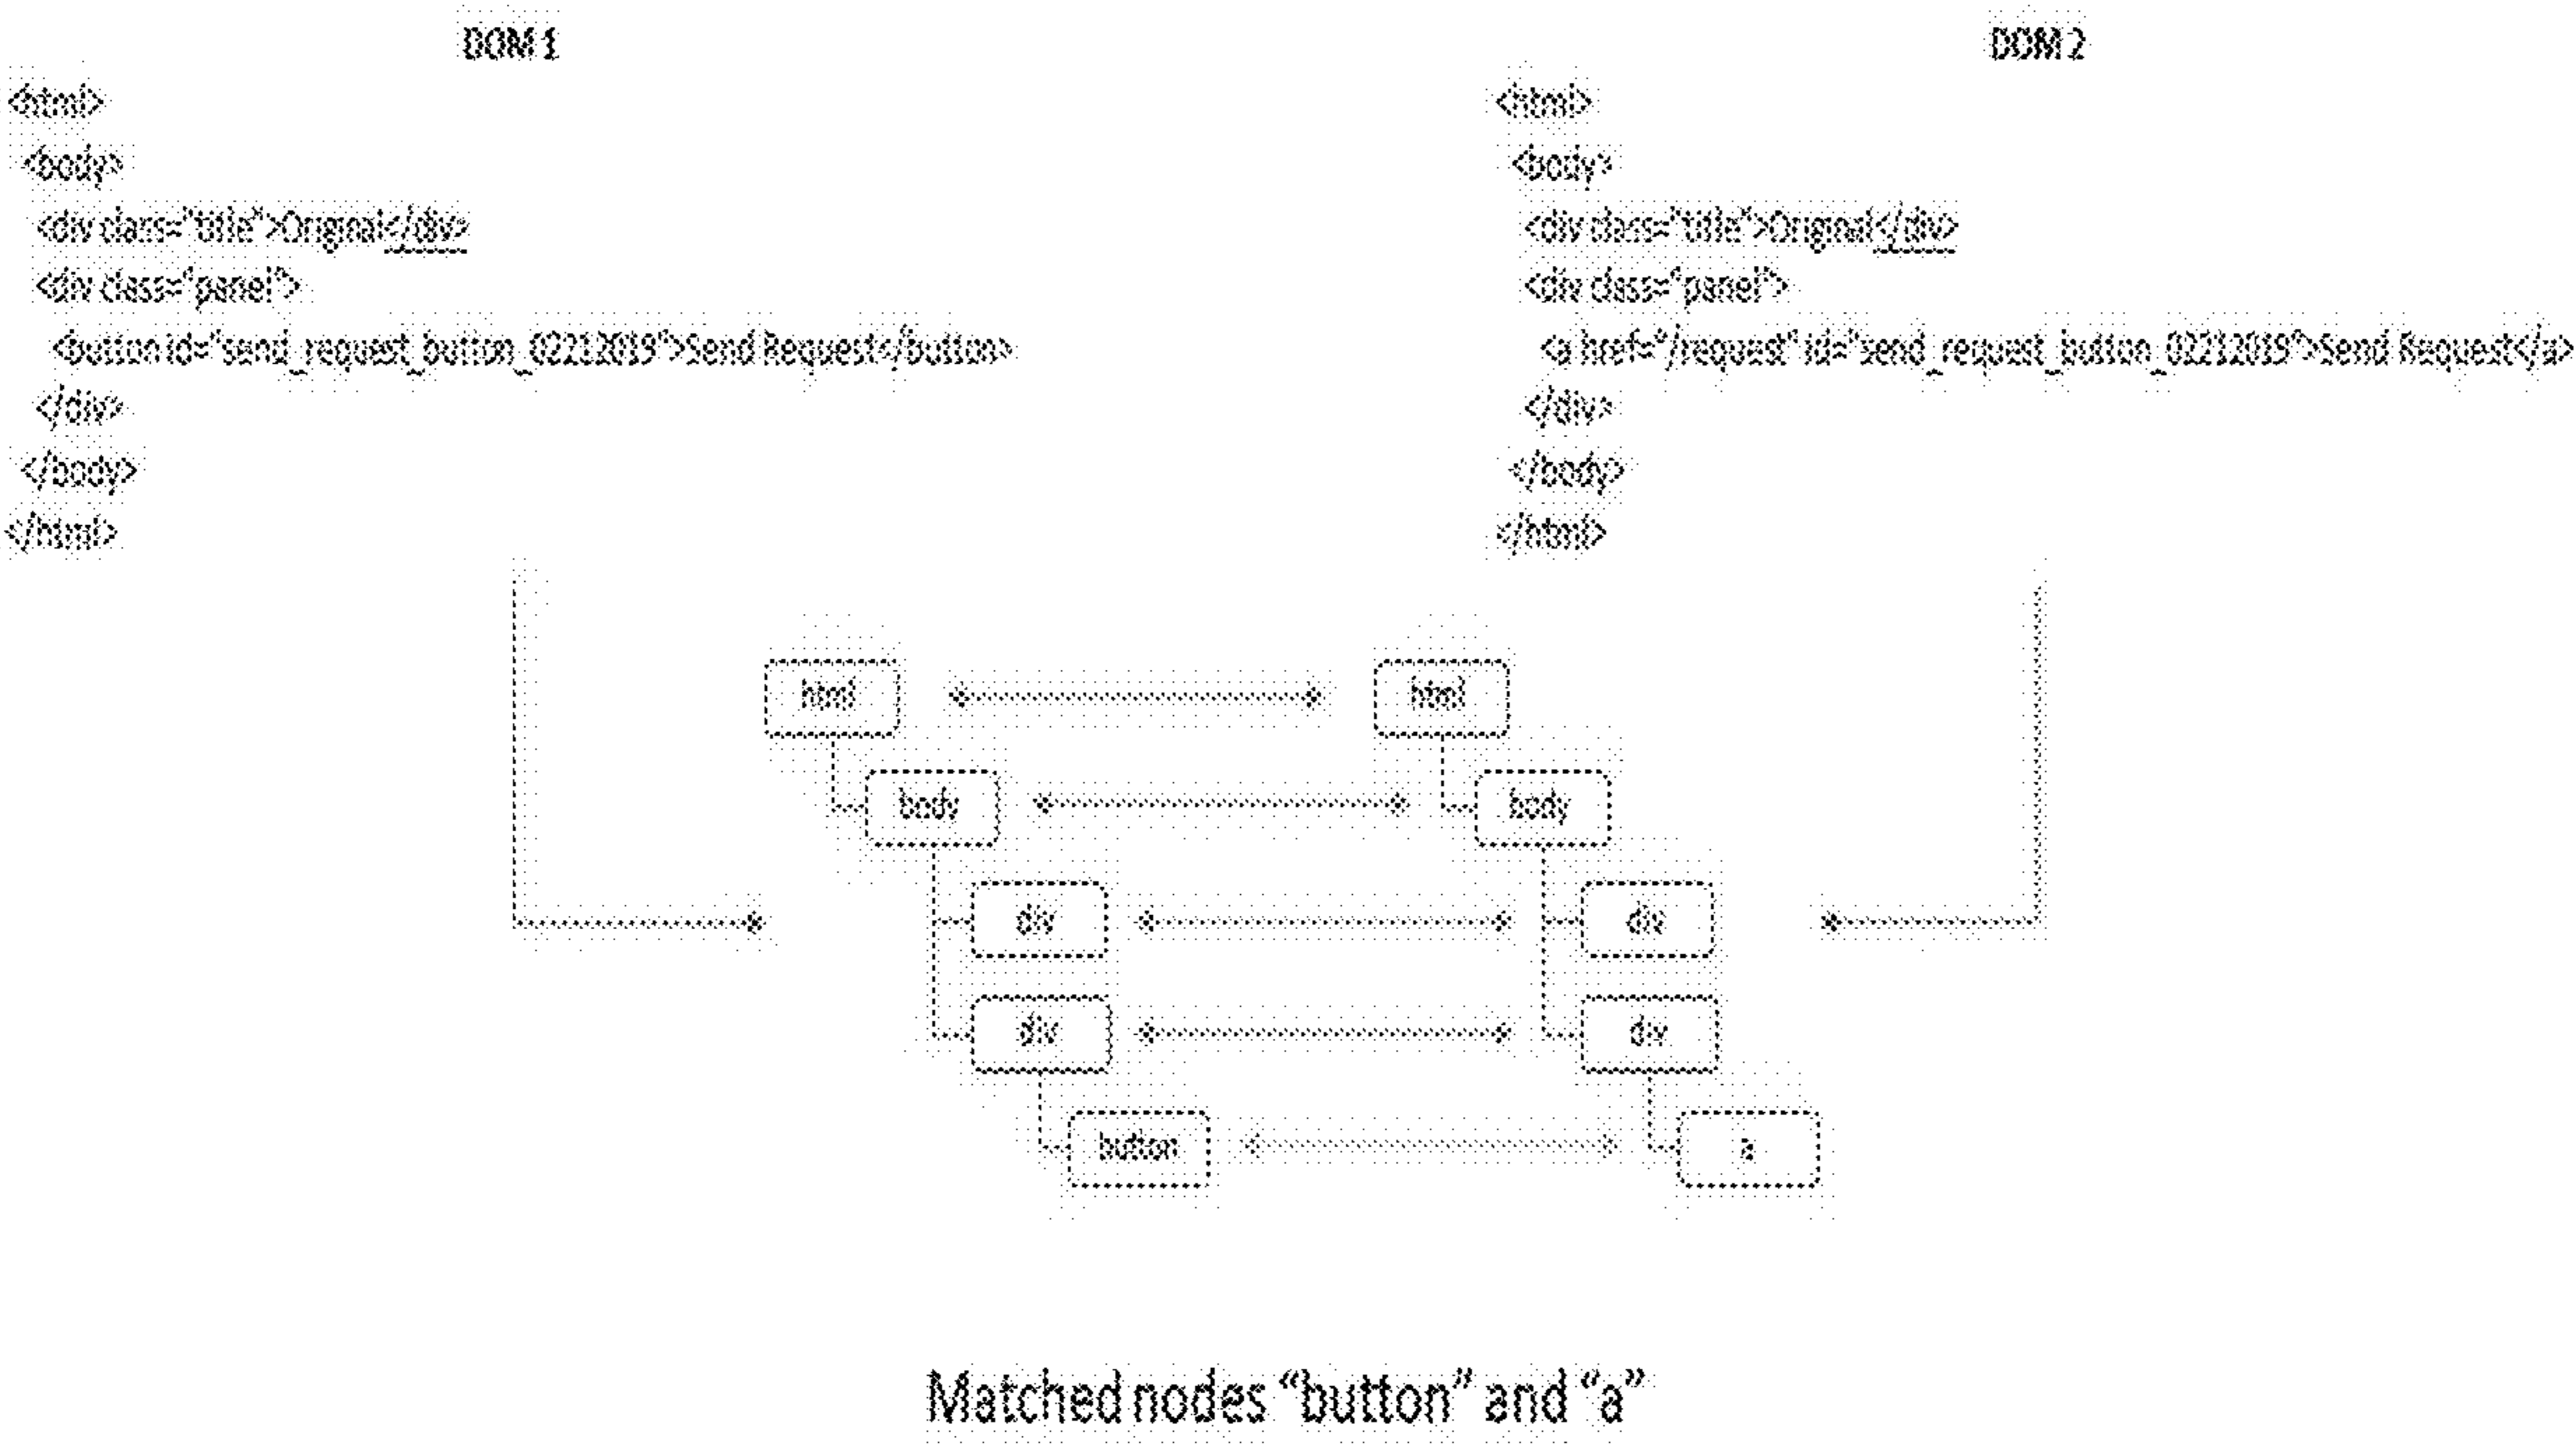 DOM 1
<html>
<body>
<div class="title">Original</div>
<div class="panel">
<button id="send_request_button_02212019">Send Request</button>
</div>
</body>
</html>
DOM 2
<html>
<body>
<div class="title">Original</div>
<div class="panel">
<a href="/request" id="send_request_button_02212019">Send Request</a>
</div>
</body>
</html>
html
html
body
body
div
div
div
div
button
a
Matched nodes “button” and “a”